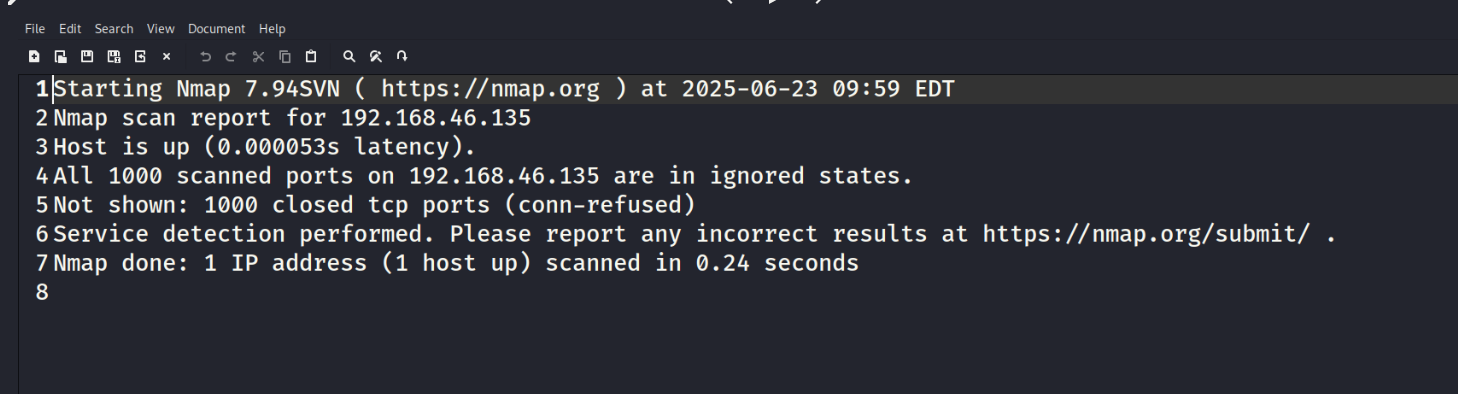 File Edit Search View Document Help
1 Starting Nmap 7.94SVN ( https://nmap.org ) at 2025-06-23 09:59 EDT
2 Nmap scan report for 192.168.46.135
3 Host is up (0.000053s latency).
4 All 1000 scanned ports on 192.168.46.135 are in ignored states.
5 Not shown: 1000 closed tcp ports (conn-refused)
6 Service detection performed. Please report any incorrect results at https://nmap.org/submit/ .
7 Nmap done: 1 IP address (1 host up) scanned in 0.24 seconds
8